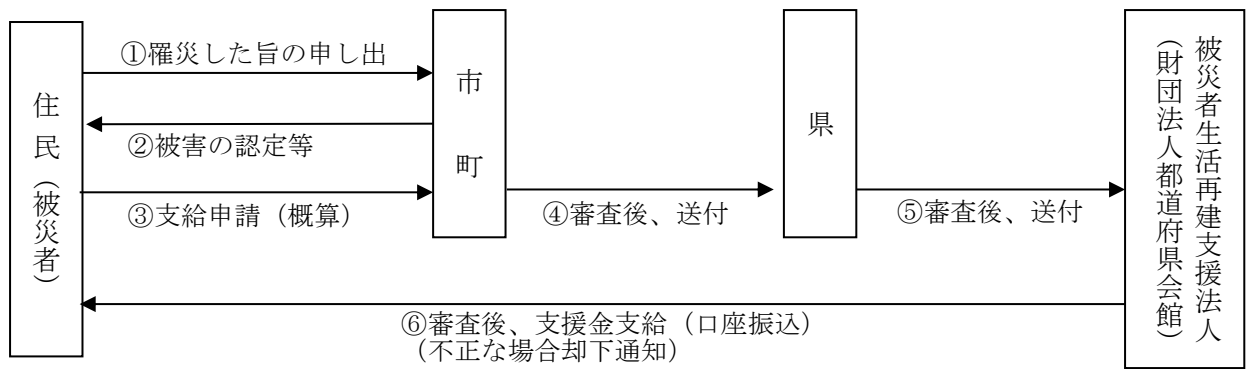 住民（被災者）
①罹災した旨の申し出
②被害の認定等
③支給申請（概算）
市町
④審査後、送付
県
⑤審査後、送付
被災者生活再建支援法人
（財団法人都道府県会館）
⑥審査後、支援金支給（口座振込）
（不正な場合却下通知）